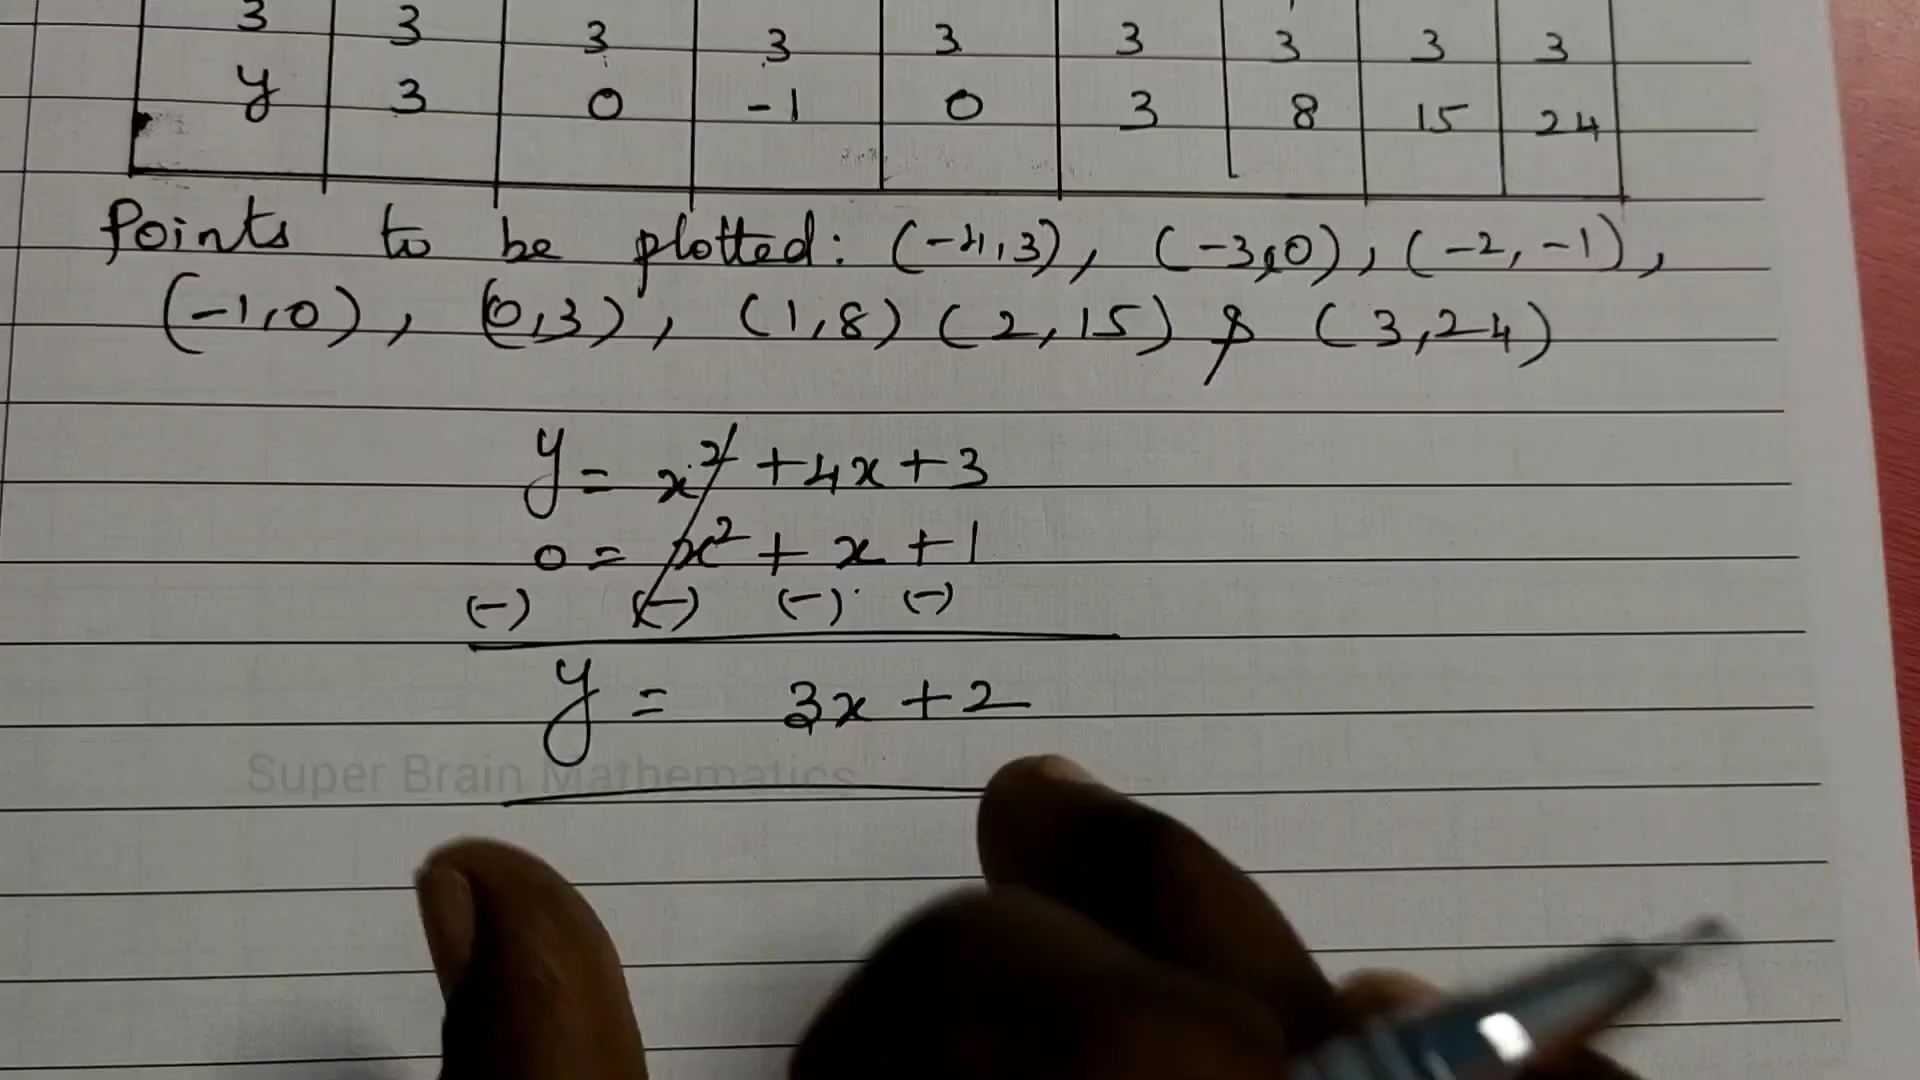 3 3 3 3 3 3 3 3 3
y 3 0 -1 0 3 8 15 24
Points to be plotted: (-4,3), (-3,0), (-2,-1),
(-1,0), (0,3), (1,8) (2,15) & (3,24)
y = x² + 4x + 3
0 = x² + x + 1
(-) (-) (-) (-)
y = 3x + 2
Super Brain Mathematics